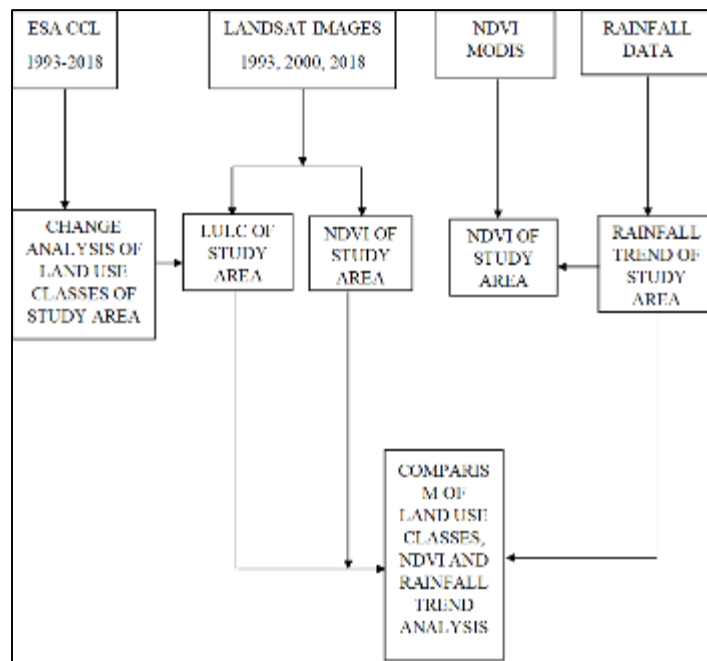 ESA CCL
1993-2018
LANDSAT IMAGES
1993, 2000, 2018
NDVI
MODIS
RAINFALL
DATA
CHANGE
ANALYSIS OF
LAND USE
CLASSES OF
STUDY AREA
LULC OF
STUDY
AREA
NDVI OF
STUDY
AREA
NDVI OF
STUDY
AREA
RAINFALL
TREND OF
STUDY
AREA
COMPARIS
M OF
LAND USE
CLASSES,
NDVI AND
RAINFALL
TREND
ANALYSIS